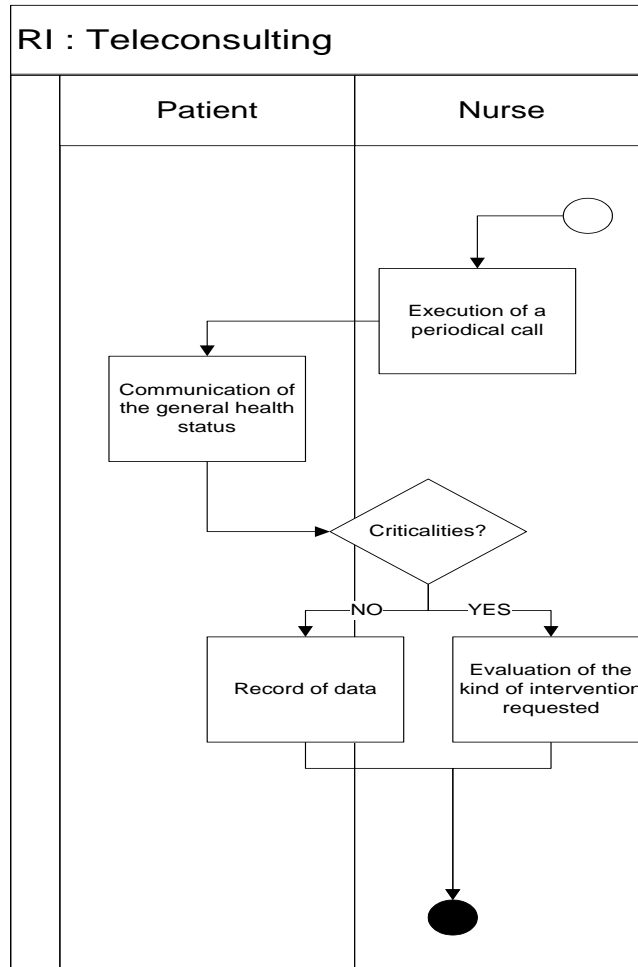 RI : Teleconsulting
Patient
Nurse
Execution of a
periodical call
Communication of
the general health
status
Criticalities?
NO
YES
Record of data
Evaluation of the
kind of intervention
requested